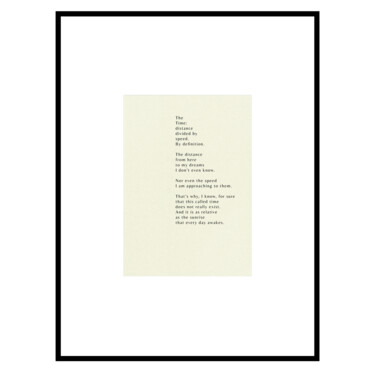 The
Time:
distance
divided by
speed.
By definition.
The distance
from here
to my dreams
I don't even know.
Not even the speed
I am approaching to them.
That's why, I know, for sure
that this called time
does not really exist.
And it is as relative
as the sunrise
that every day awakes.